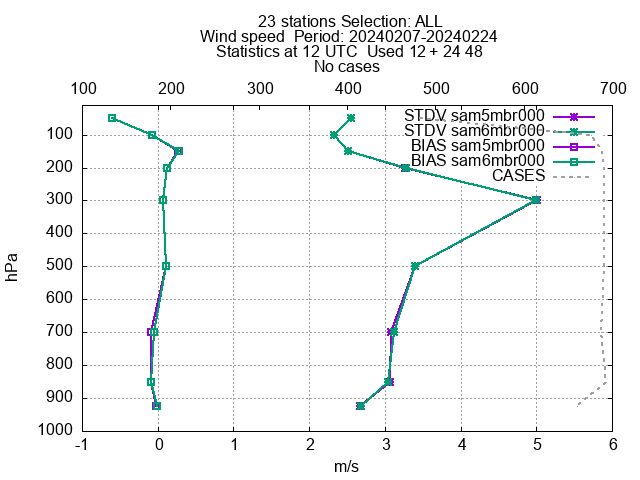 23 stations Selection: ALL
Wind speed  Period: 20240207-20240224
Statistics at 12 UTC  Used 12 + 24 48
No cases
100 200 300 400 500 600 700
STDV sam5mbr000
STDV sam6mbr000
BIAS sam5mbr000
BIAS sam6mbr000
CASES
hPa
100
200
300
400
500
600
700
800
900
1000
-1 0 1 2 3 4 5 6
m/s